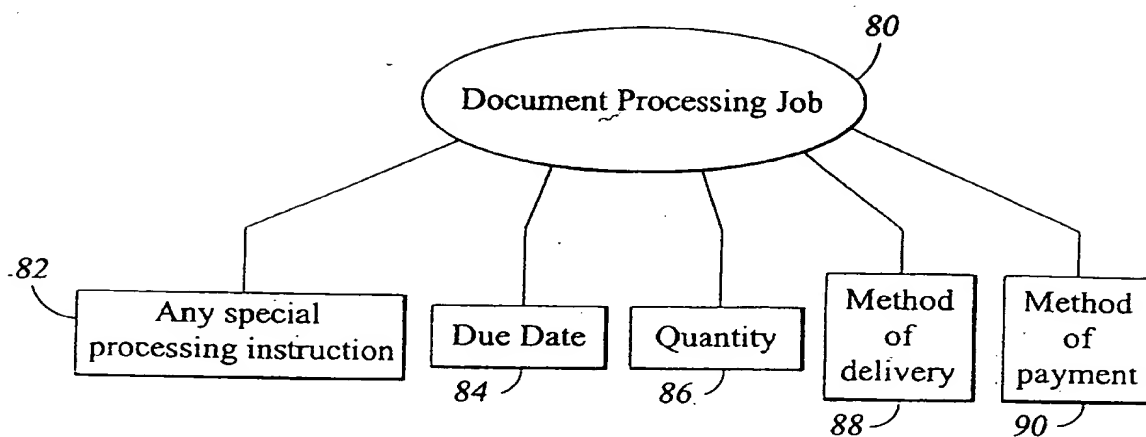 80
Document Processing Job
82
Any special
processing instruction
Due Date
84
Quantity
86
Method
of
delivery
88
Method
of
payment
90